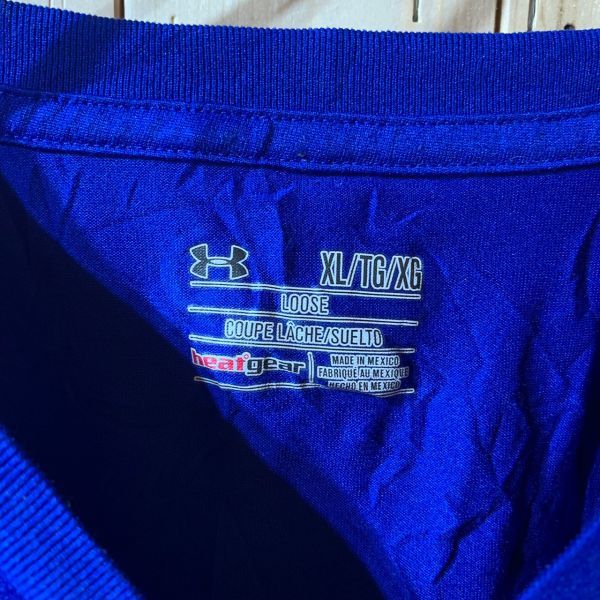 XL/TG/XG
LOOSE
COUPE LÂCHE/SUELTO
heatgear
MADE IN MEXICO
FABRIQUÉ AU MEXIQUE
HECHO EN MEXICO